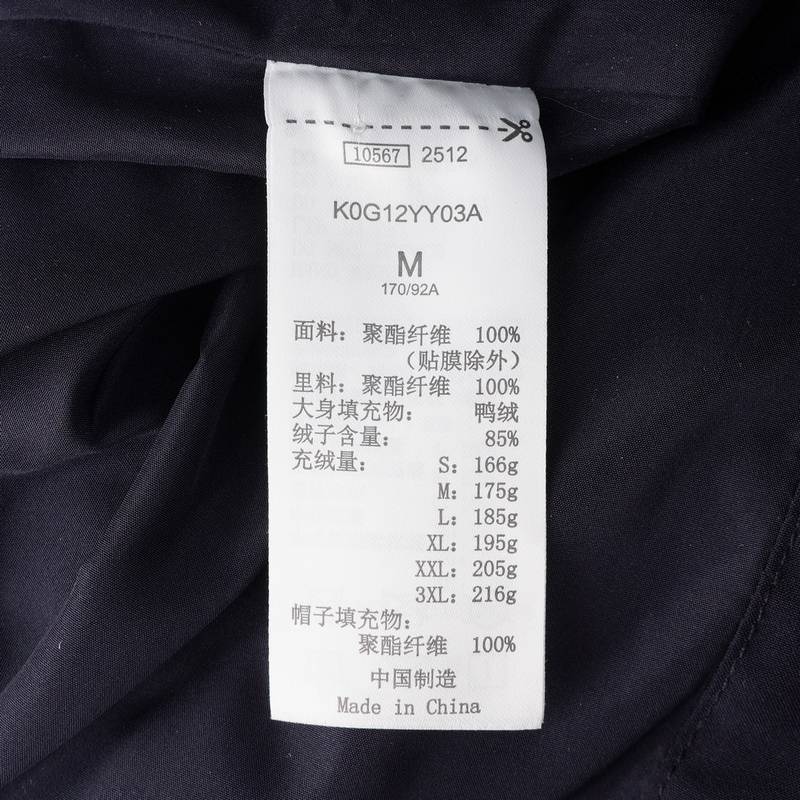 10567 2512
K0G12YY03A
M
170/92A
面料：聚酯纤维 100%
（贴膜除外）
里料：聚酯纤维 100%
大身填充物： 鸭绒
绒子含量： 85%
充绒量： S：166g
M：175g
L：185g
XL：195g
XXL：205g
3XL：216g
帽子填充物：
聚酯纤维 100%
中国制造
Made in China